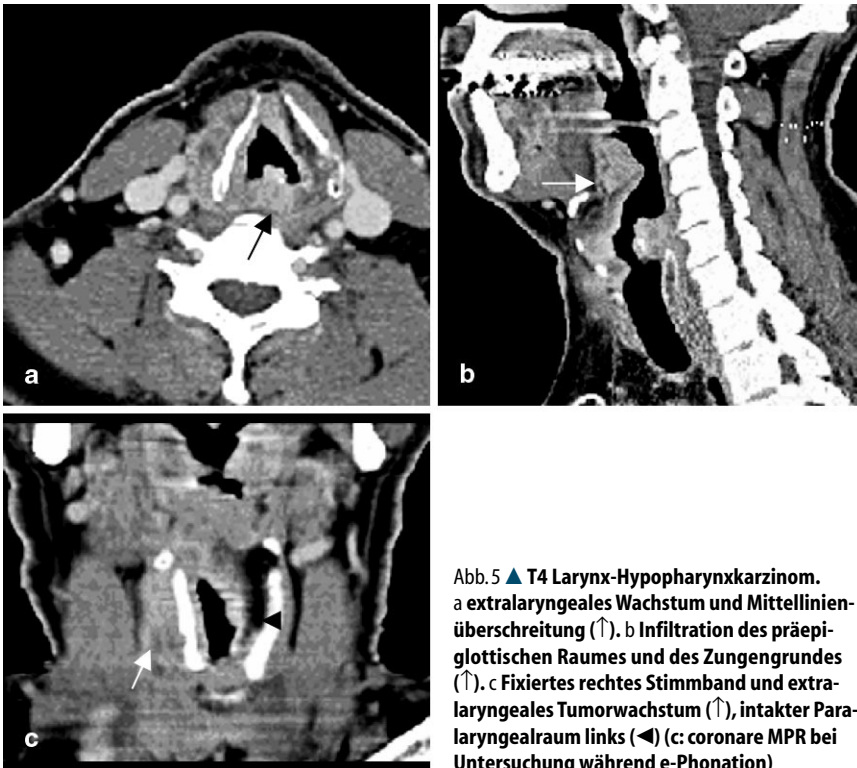 a
b
c
Abb. 5 ▲ T4 Larynx-Hypopharynxkarzinom.
a extralaryngeales Wachstum und Mittellinien-
überschreitung (↑). b Infiltration des präepi-
glottischen Raumes und des Zungengrundes
(↑). c Fixiertes rechtes Stimmband und extra-
laryngeales Tumorwachstum (↑), intakter Para-
laryngealraum links (◄) (c: coronare MPR bei
Untersuchung während e-Phonation)